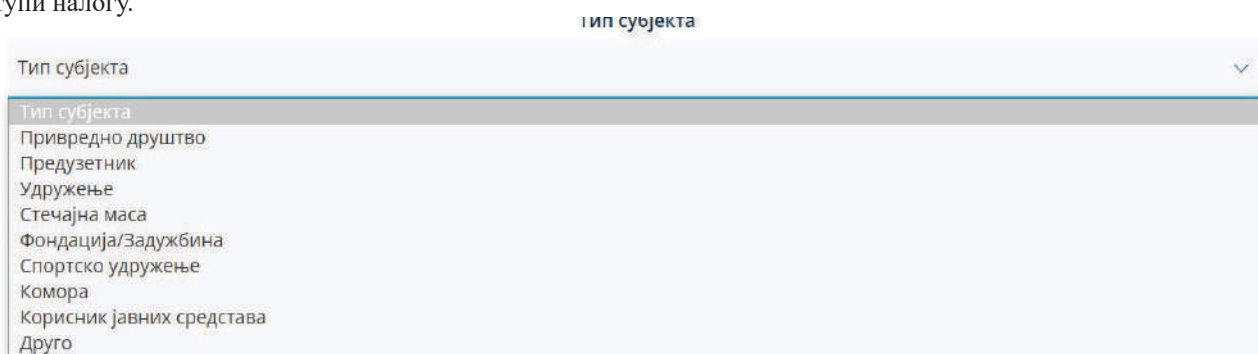 налогу.
Тип субјекта
Тип субјекта
Тип субјекта
Привредно друштво
Предузетник
Удружење
Стечајна маса
Фондација/Задужбина
Спортско удружење
Комора
Корисник јавних средстава
Друго